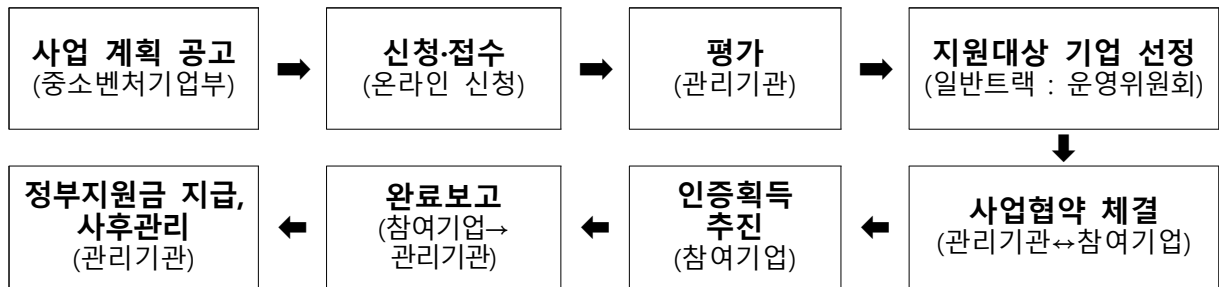 사업 계획 공고
(중소벤처기업부)
신청·접수
(온라인 신청)
평가
(관리기관)
지원대상 기업 선정
(일반트랙 : 운영위원회)
사업협약 체결
(관리기관↔참여기업)
인증획득
추진
(참여기업)
완료보고
(참여기업→
관리기관)
정부지원금 지급,
사후관리
(관리기관)